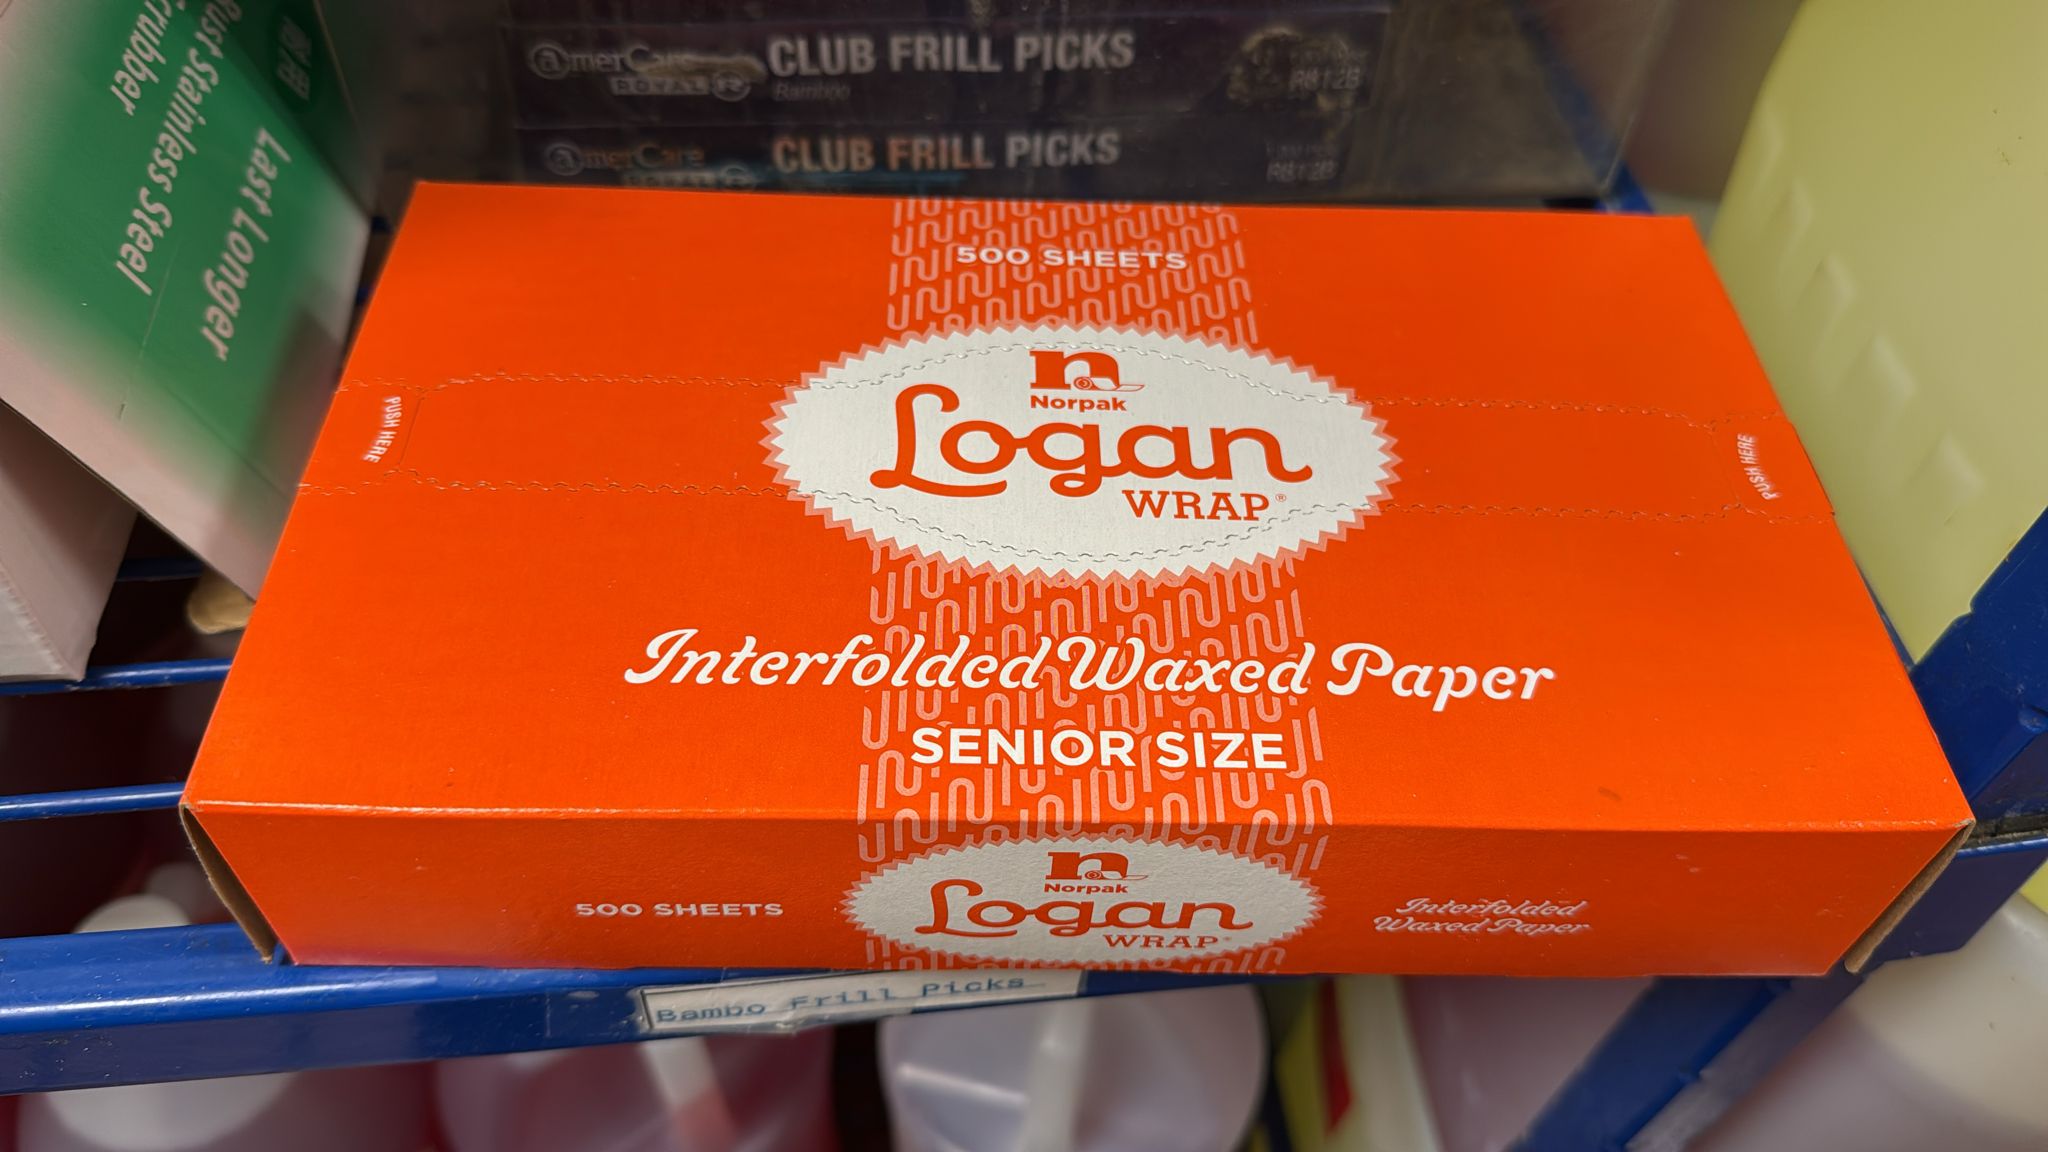 Last Longer
Rust Stainless Steel
Scrubber
amerCare
ROYAL
CLUB FRILL PICKS
Bamboo
R812B
amerCare
ROYAL
CLUB FRILL PICKS
R812B
500 SHEETS
n
Norpak
Logan
WRAP®
PUSH HERE
PUSH HERE
Interfolded Waxed Paper
SENIOR SIZE
500 SHEETS
n
Norpak
Logan
WRAP®
Interfolded
Waxed Paper
Bambo Frill Picks